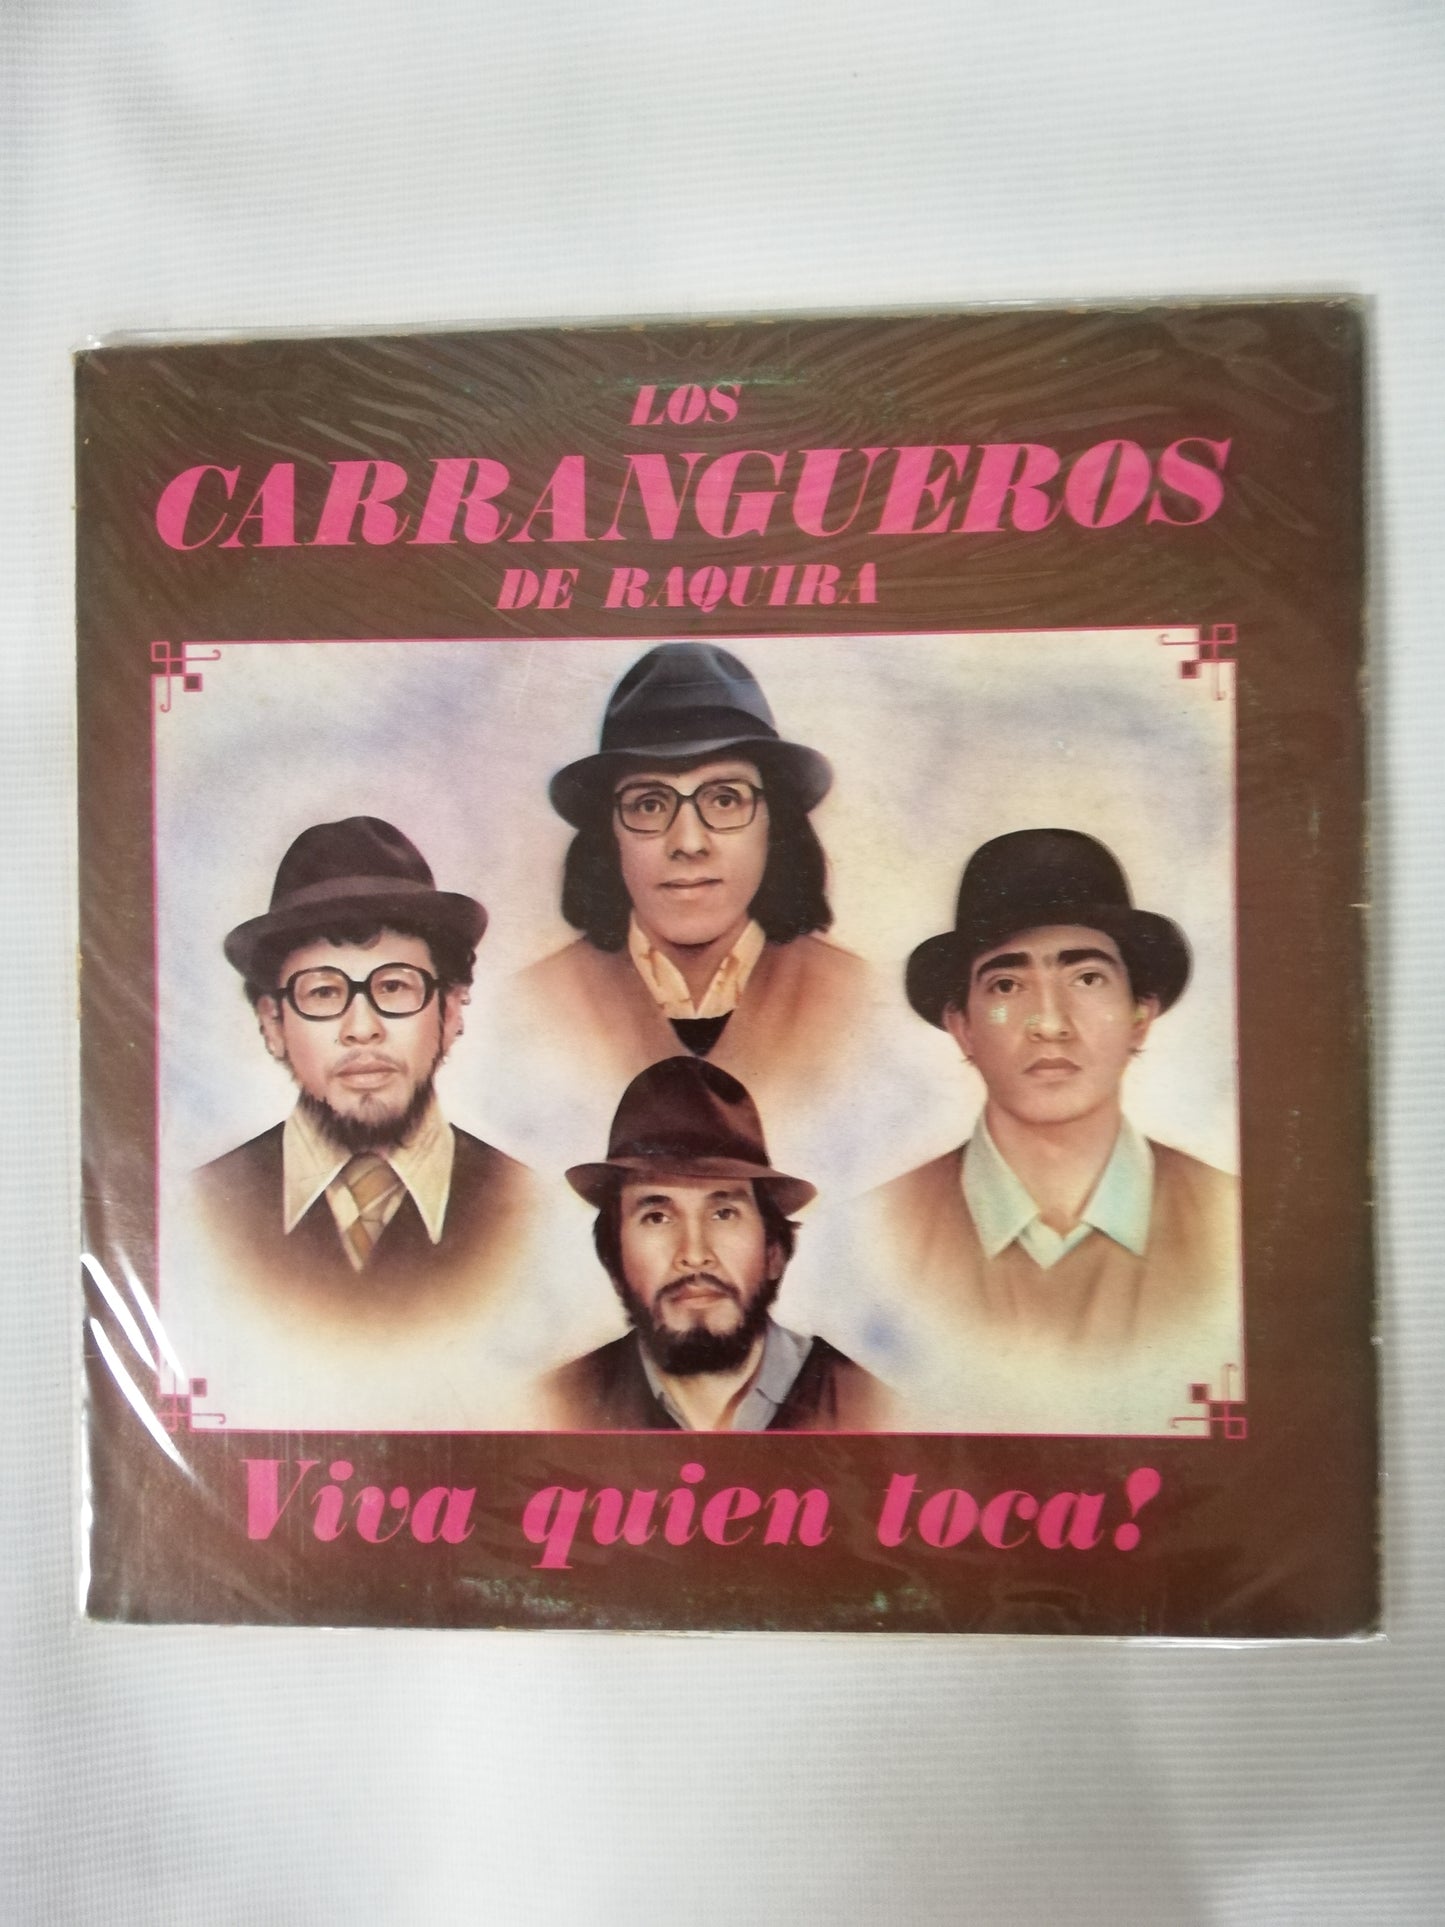 LOS
CARRANGUEROS
DE RAQUIRA
Viva quien toca!